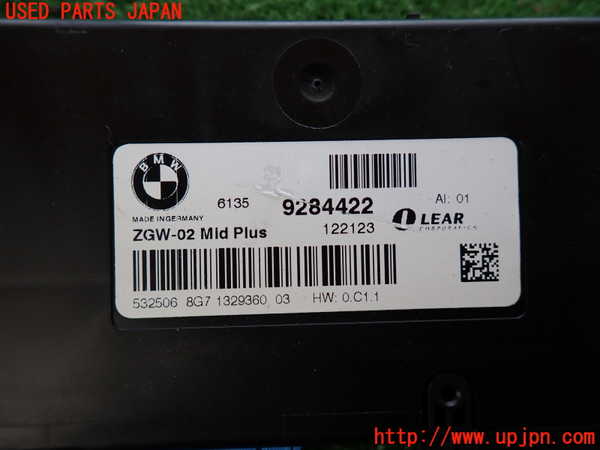 USED PARTS JAPAN
BMW
MADE IN GERMANY
6135 9284422 AI: 01
ZGW-02 Mid Plus 122123 LEAR
CORPORATION
532506 8G7 1329360 03 HW: 0.C1.1
http://www.upjpn.com/